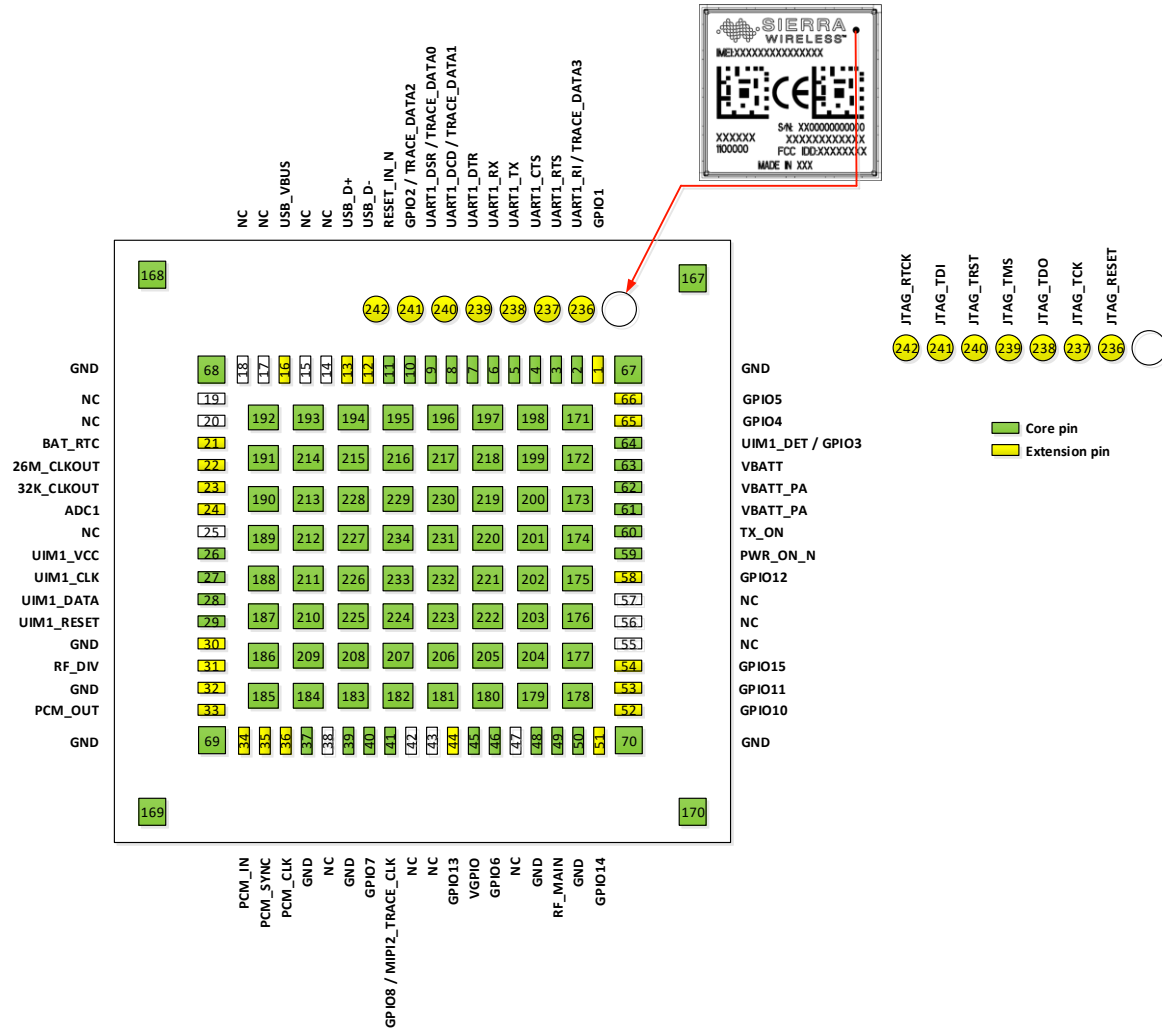 SIERRA
WIRELESS™
IMEI:XXXXXXXXXXXXXXX
CE
S/N: XX00000000000
XXXXXX XXXXXXXXXXXXX
1100000 FCC IDD:XXXXXXXX
MADE IN XXX
NC
NC
USB_VBUS
NC
NC
USB_D+
USB_D-
RESET_IN_N
GPIO2 / TRACE_DATA2
UART1_DSR / TRACE_DATA0
UART1_DCD / TRACE_DATA1
UART1_DTR
UART1_RX
UART1_TX
UART1_CTS
UART1_RTS
UART1_RI / TRACE_DATA3
GPIO1
JTAG_RTCK
JTAG_TDI
JTAG_TRST
JTAG_TMS
JTAG_TDO
JTAG_TCK
JTAG_RESET
242 241 240 239 238 237 236
168 167
242 241 240 239 238 237 236
GND 68 18 17 16 15 14 13 12 11 10 9 8 7 6 5 4 3 2 1 67 GND
NC 19 66 GPIO5
NC 20 65 GPIO4
BAT_RTC 21 64 UIM1_DET / GPIO3
26M_CLKOUT 22 63 VBATT
32K_CLKOUT 23 62 VBATT_PA
ADC1 24 61 VBATT_PA
NC 25 60 TX_ON
UIM1_VCC 26 59 PWR_ON_N
UIM1_CLK 27 58 GPIO12
UIM1_DATA 28 57 NC
UIM1_RESET 29 56 NC
GND 30 55 NC
RF_DIV 31 54 GPIO15
GND 32 53 GPIO11
PCM_OUT 33 52 GPIO10
192 193 194 195 196 197 198 171
191 214 215 216 217 218 199 172
190 213 228 229 230 219 200 173
189 212 227 234 231 220 201 174
188 211 226 233 232 221 202 175
187 210 225 224 223 222 203 176
186 209 208 207 206 205 204 177
185 184 183 182 181 180 179 178
GND 69 34 35 36 37 38 39 40 41 42 43 44 45 46 47 48 49 50 51 70 GND
169 170
PCM_IN
PCM_SYNC
PCM_CLK
GND
NC
GND
GPIO7
GPIO8 / MIPI2_TRACE_CLK
NC
NC
GPIO13
VGPIO
GPIO6
NC
GND
RF_MAIN
GND
GPIO14
Core pin
Extension pin